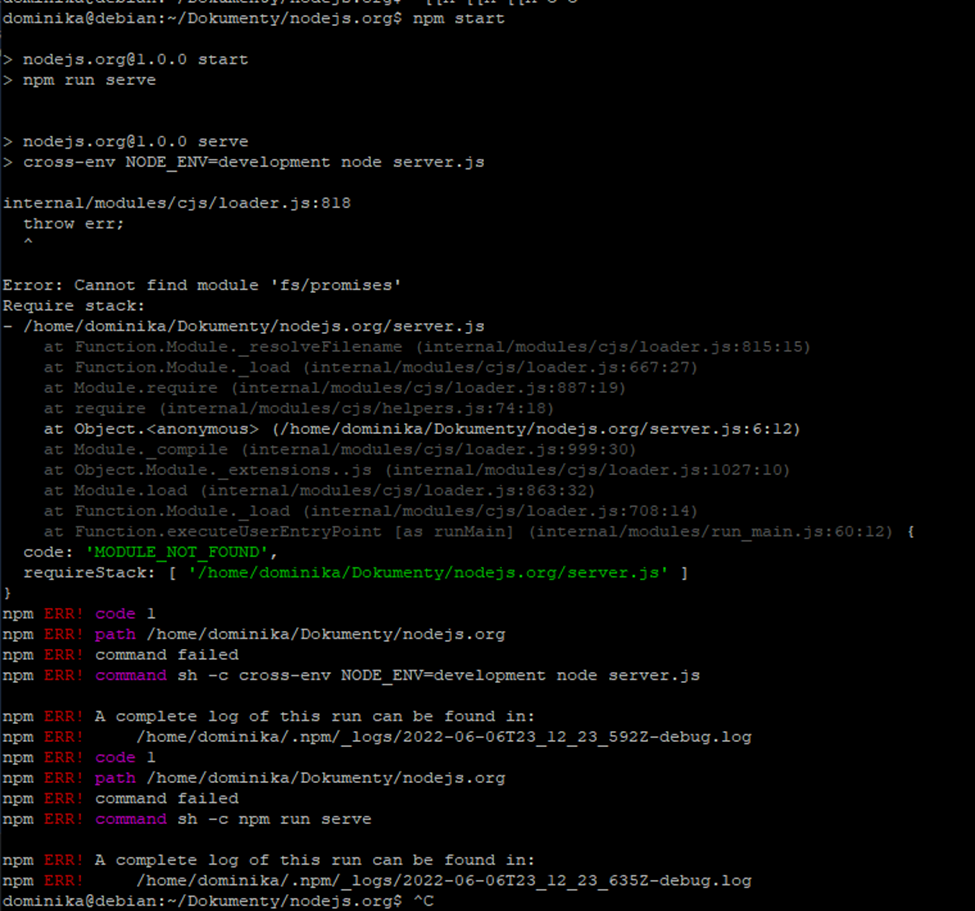 dominika@debian:~/Dokumenty/nodejs.org$ npm start
> nodejs.org@1.0.0 start
> npm run serve
> nodejs.org@1.0.0 serve
> cross-env NODE_ENV=development node server.js
internal/modules/cjs/loader.js:818
  throw err;
  ^
Error: Cannot find module 'fs/promises'
Require stack:
- /home/dominika/Dokumenty/nodejs.org/server.js
    at Function.Module._resolveFilename (internal/modules/cjs/loader.js:815:15)
    at Function.Module._load (internal/modules/cjs/loader.js:667:27)
    at Module.require (internal/modules/cjs/loader.js:887:19)
    at require (internal/modules/cjs/helpers.js:74:18)
    at Object.<anonymous> (/home/dominika/Dokumenty/nodejs.org/server.js:6:12)
    at Module._compile (internal/modules/cjs/loader.js:999:30)
    at Object.Module._extensions..js (internal/modules/cjs/loader.js:1027:10)
    at Module.load (internal/modules/cjs/loader.js:863:32)
    at Function.Module._load (internal/modules/cjs/loader.js:708:14)
    at Function.executeUserEntryPoint [as runMain] (internal/modules/run_main.js:60:12) {
  code: 'MODULE_NOT_FOUND',
  requireStack: [ '/home/dominika/Dokumenty/nodejs.org/server.js' ]
}
npm ERR! code 1
npm ERR! path /home/dominika/Dokumenty/nodejs.org
npm ERR! command failed
npm ERR! command sh -c cross-env NODE_ENV=development node server.js
npm ERR! A complete log of this run can be found in:
npm ERR!     /home/dominika/.npm/_logs/2022-06-06T23_12_23_592Z-debug.log
npm ERR! code 1
npm ERR! path /home/dominika/Dokumenty/nodejs.org
npm ERR! command failed
npm ERR! command sh -c npm run serve
npm ERR! A complete log of this run can be found in:
npm ERR!     /home/dominika/.npm/_logs/2022-06-06T23_12_23_635Z-debug.log
dominika@debian:~/Dokumenty/nodejs.org$ ^C